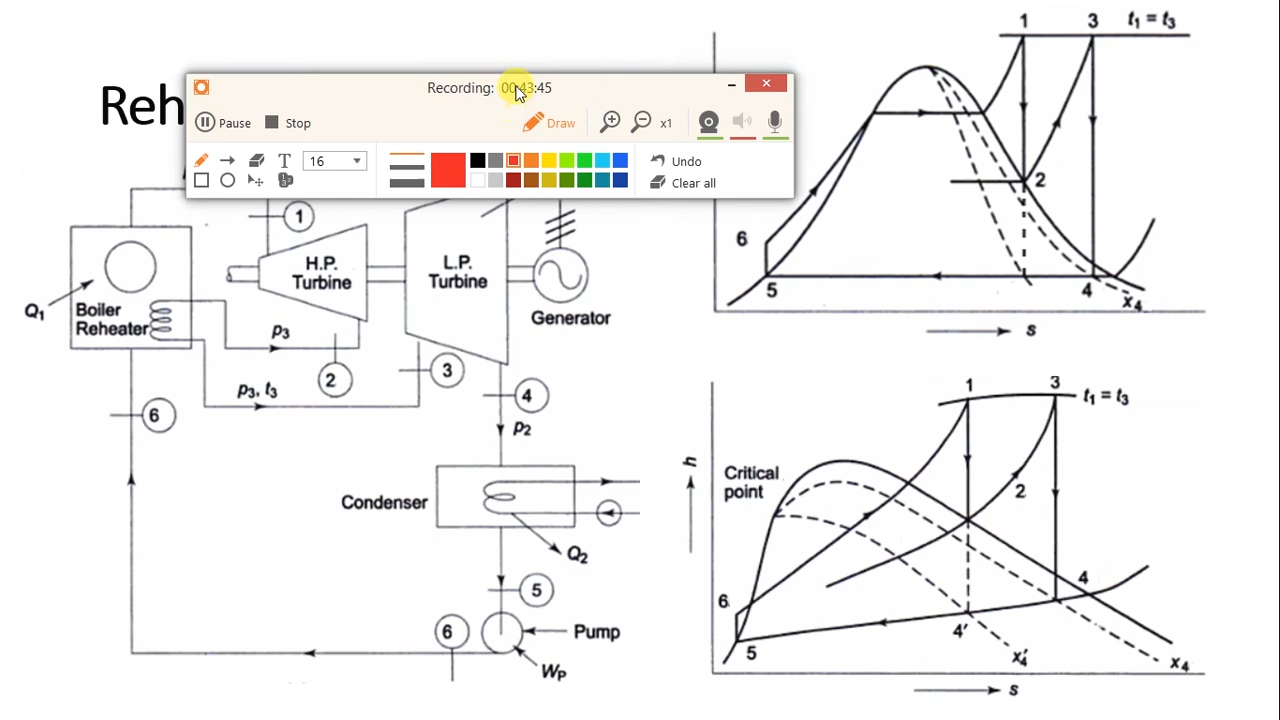 Reh
Recording: 00:43:45
Pause
Stop
Draw
x1
T
16
Undo
Clear all
1
H.P.
Turbine
L.P.
Turbine
Generator
Q1
Boiler
Reheater
p3
2
3
p3, t3
4
6
p2
Condenser
Q2
5
6
Pump
WP
1
3
t1 = t3
2
6
5
4
x4
s
1
3
t1 = t3
h
Critical
point
2
6
4
5
4′
x4′
x4
s